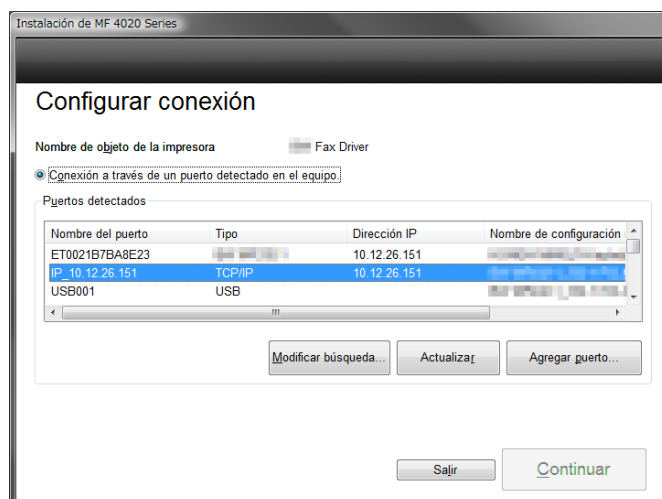 Instalación de MF 4020 Series
Configurar conexión
Nombre de objeto de la impresora Fax Driver
Conexión a través de un puerto detectado en el equipo.
Puertos detectados
Nombre del puerto Tipo Dirección IP Nombre de configuración
ET0021B7BA8E23 10.12.26.151
IP_10.12.26.151 TCP/IP 10.12.26.151
USB001 USB
Modificar búsqueda... Actualizar Agregar puerto...
Salir Continuar